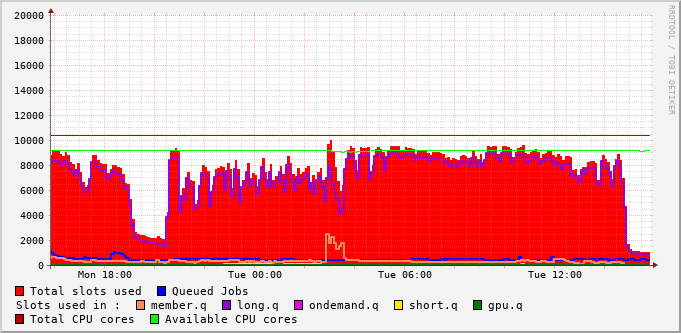 20000
18000
16000
14000
12000
10000
8000
6000
4000
2000
0
Mon 18:00 Tue 00:00 Tue 06:00 Tue 12:00
RRDTOOL / TOBI OETIKER
Total slots used Queued Jobs
Slots used in : member.q long.q ondemand.q short.q gpu.q
Total CPU cores Available CPU cores